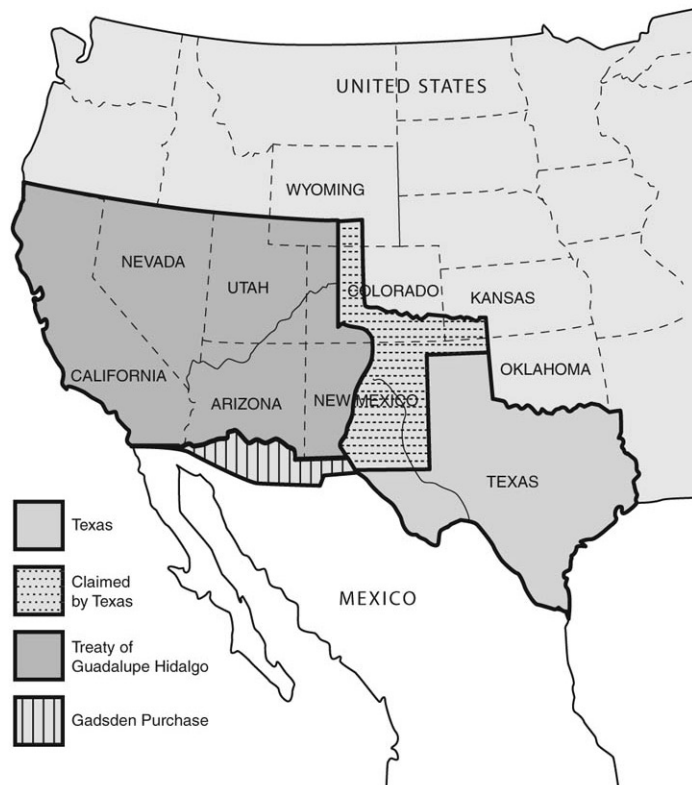 UNITED STATES
WYOMING
NEVADA
UTAH
COLORADO
KANSAS
CALIFORNIA
ARIZONA
NEW MEXICO
OKLAHOMA
TEXAS
MEXICO
Texas
Claimed
by Texas
Treaty of
Guadalupe Hidalgo
Gadsden Purchase